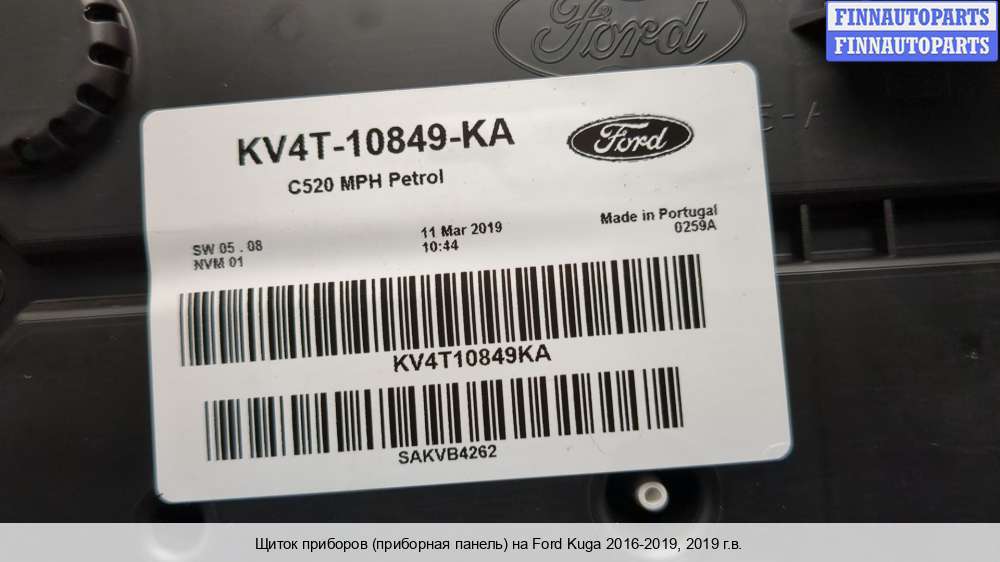 Ford
FINNAUTOPARTS
FINNAUTOPARTS
KV4T-10849-KA
Ford
C520 MPH Petrol
SW 05 . 08
NVM 01
11 Mar 2019
10:44
Made in Portugal
0259A
KV4T10849KA
SAKVB4262
Щиток приборов (приборная панель) на Ford Kuga 2016-2019, 2019 г.в.